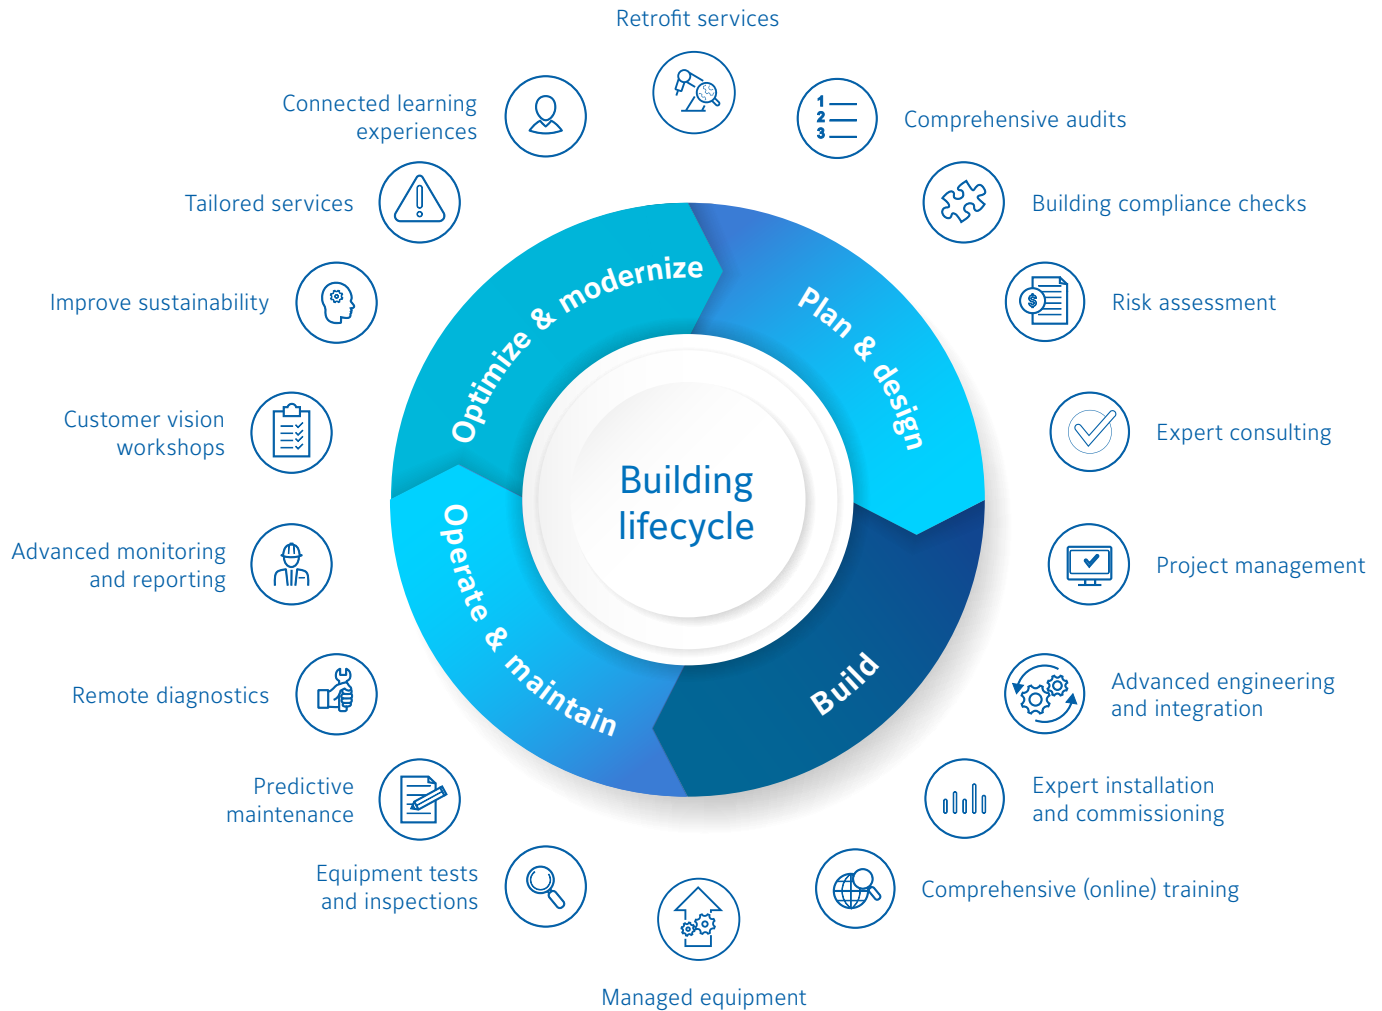 Retrofit services
Connected learning
experiences
1
2
3
Comprehensive audits
Tailored services
Building compliance checks
Improve sustainability
$
Risk assessment
Optimize & modernize
Plan & design
Customer vision
workshops
Expert consulting
Building
lifecycle
Operate & maintain
Build
Advanced monitoring
and reporting
Project management
Remote diagnostics
Advanced engineering
and integration
Predictive
maintenance
Expert installation
and commissioning
Equipment tests
and inspections
Comprehensive (online) training
Managed equipment